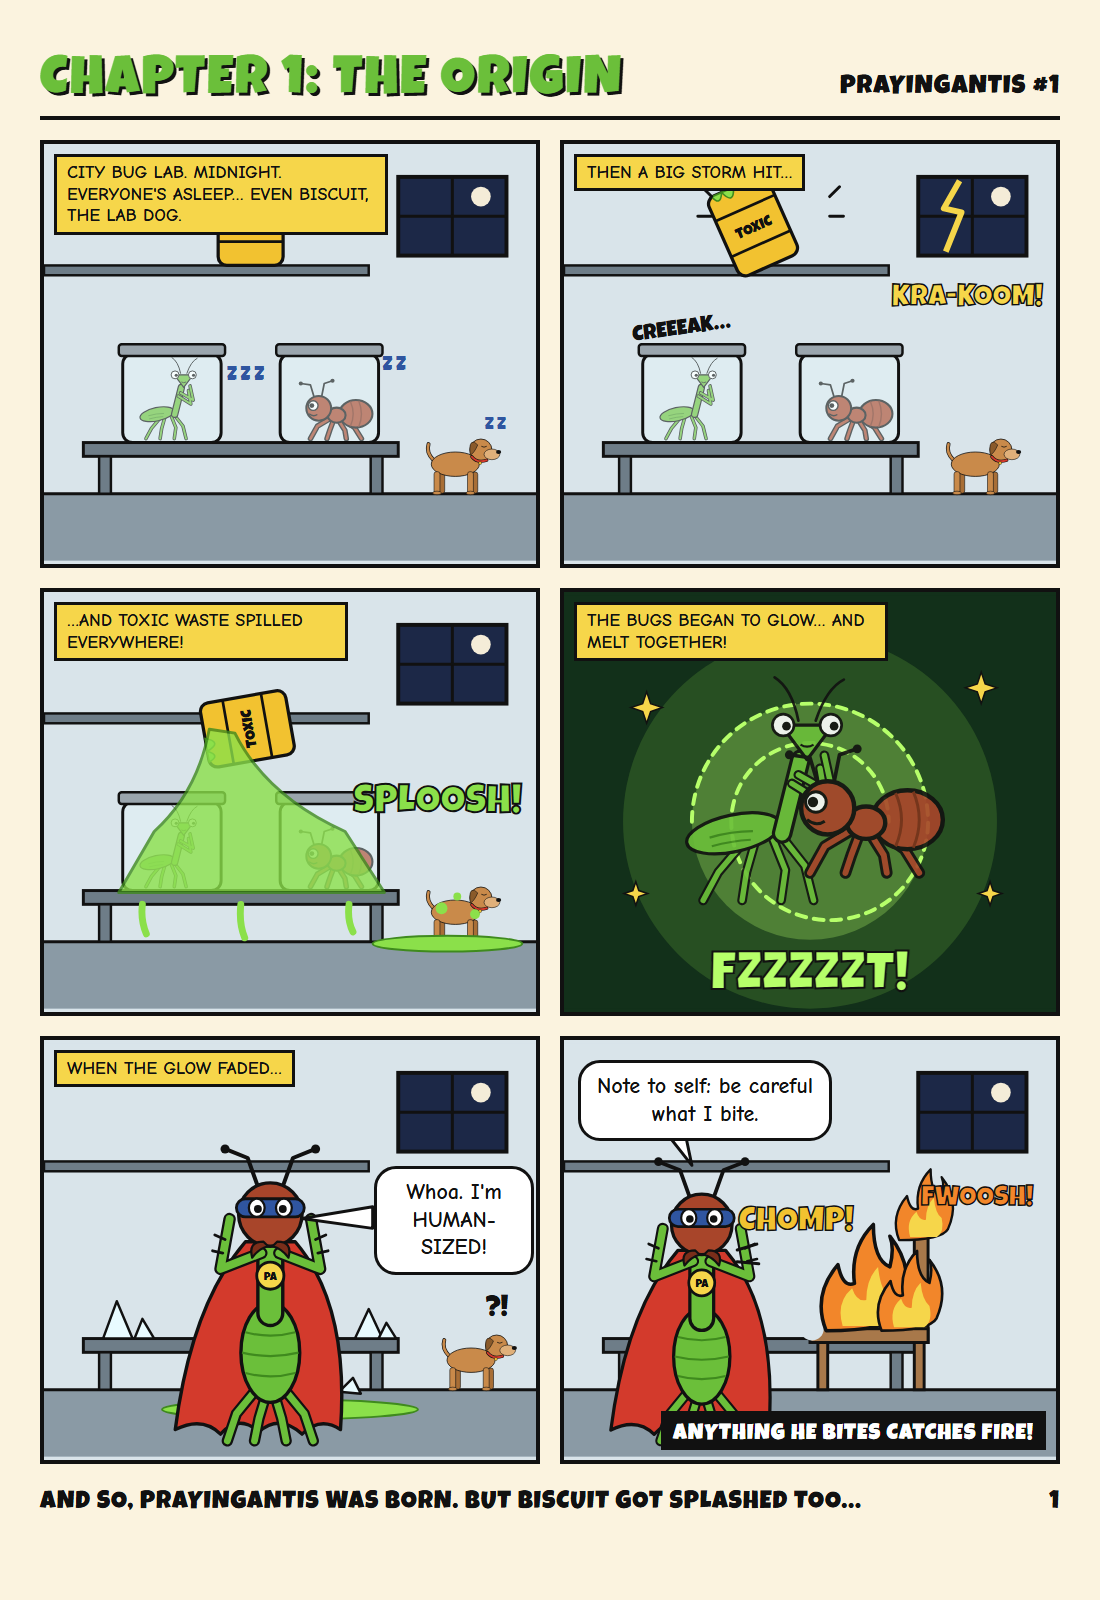 CHAPTER 1: THE ORIGIN
PRAYINGANTIS #1
CITY BUG LAB. MIDNIGHT.
EVERYONE'S ASLEEP... EVEN BISCUIT,
THE LAB DOG.
ZZZ
ZZ
ZZ
THEN A BIG STORM HIT...
TOXIC
KRA-KOOM!
CREEEAK...
...AND TOXIC WASTE SPILLED
EVERYWHERE!
TOXIC
SPLOOSH!
THE BUGS BEGAN TO GLOW... AND
MELT TOGETHER!
FZZZZZT!
WHEN THE GLOW FADED...
Whoa. I'm
HUMAN-
SIZED!
PA
?!
Note to self: be careful
what I bite.
FWOOSH!
CHOMP!
PA
ANYTHING HE BITES CATCHES FIRE!
AND SO, PRAYINGANTIS WAS BORN. BUT BISCUIT GOT SPLASHED TOO...
1